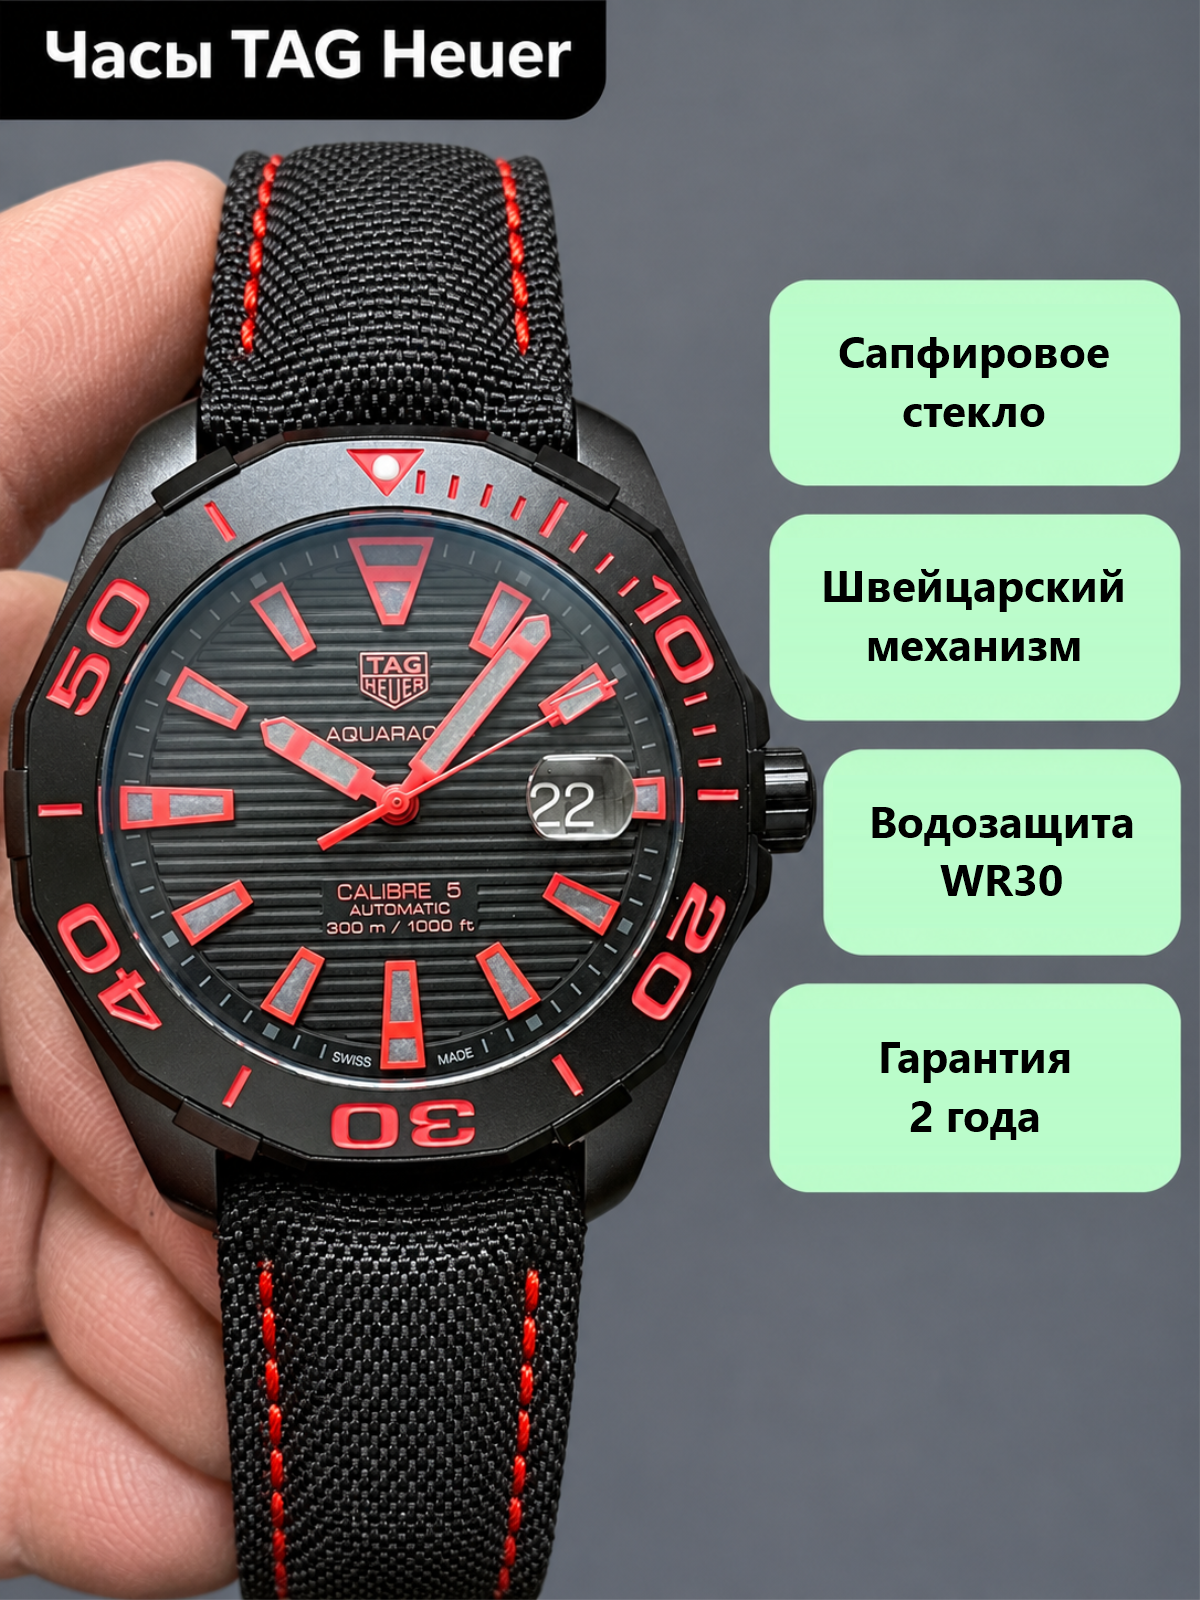 Часы TAG Heuer
Сапфировое
стекло
Швейцарский
механизм
Водозащита
WR30
Гарантия
2 года
10
20
30
40
50
TAG
HEUER
AQUARAC
22
CALIBRE 5
AUTOMATIC
300 m / 1000 ft
SWISS MADE